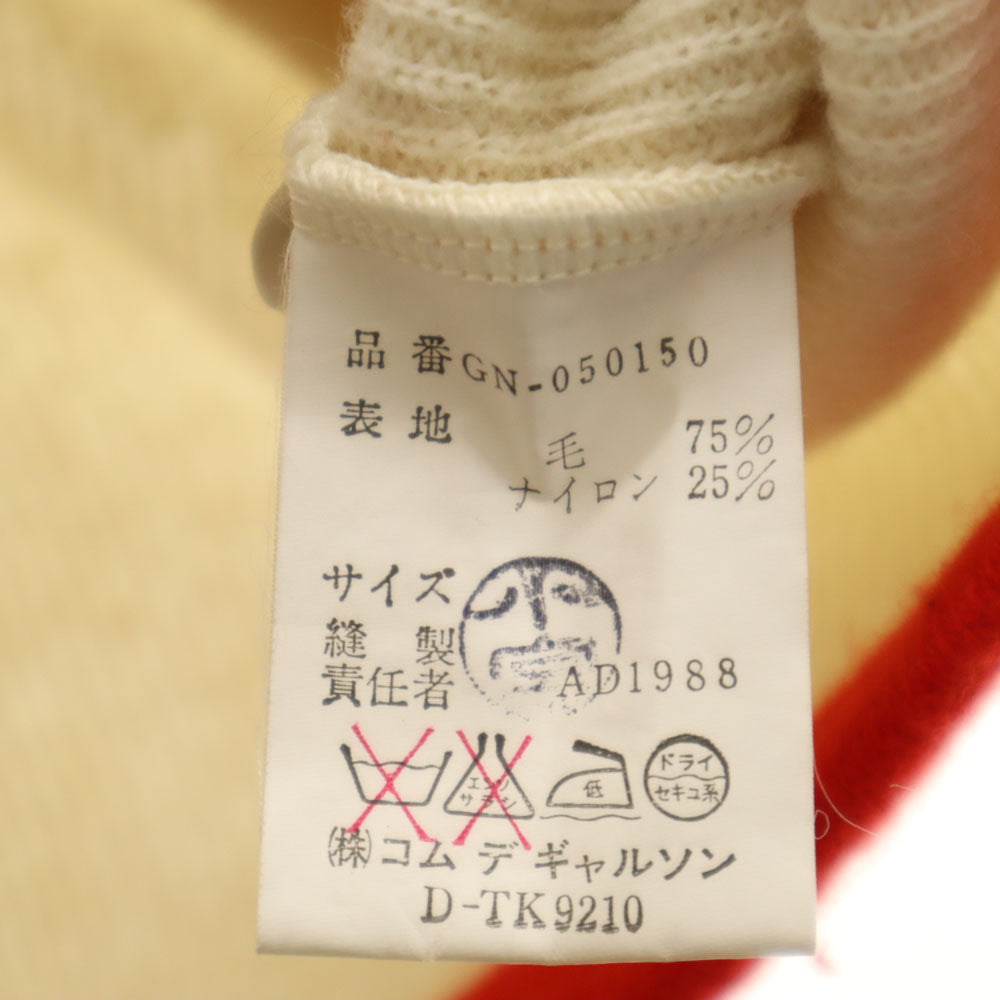 品番GN-050150
表地
毛 75%
ナイロン 25%
サイズ
縫製
責任者 AD1988
エンソ サラシ
低
ドライ
セキユ系
(株)コム デ ギャルソン
D-TK9210